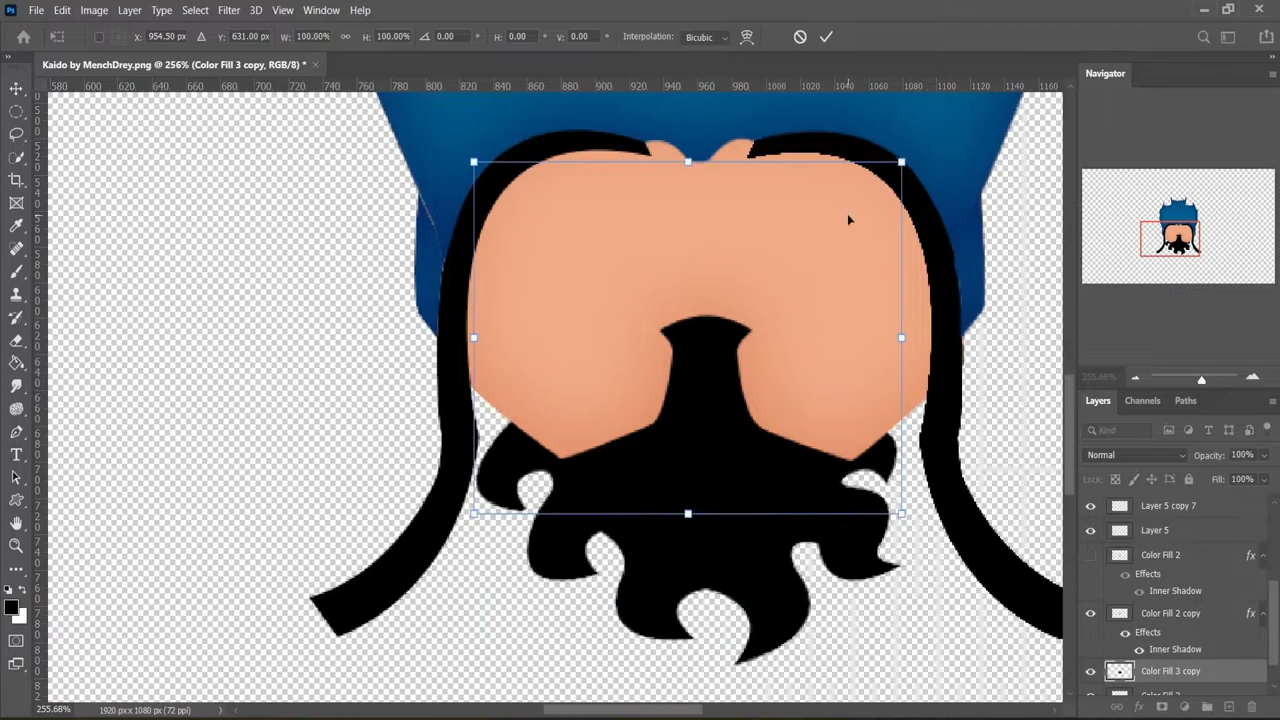 Ps File Edit Image Layer Type Select Filter 3D View Window Help
X: 954.50 px Y: 631.00 px W: 100.00% H: 100.00% 0.00 ° H: 0.00 ° V: 0.00 ° Interpolation: Bicubic
Kaido by MenchDrey.png @ 256% (Color Fill 3 copy, RGB/8) * ×
580 600 620 640 660 680 700 720 740 760 780 800 820 840 860 880 900 920 940 960 980 1000 1020 1040 1060 1080 1100 1120 1140 1160
Navigator
255.68%
Layers Channels Paths
Kind
Normal Opacity: 100%
Lock: Fill: 100%
Layer 5 copy 7
Layer 5
Color Fill 2 fx
Effects
Inner Shadow
Color Fill 2 copy fx
Effects
Inner Shadow
Color Fill 3 copy
255.68% 1920 px x 1080 px (72 ppi)